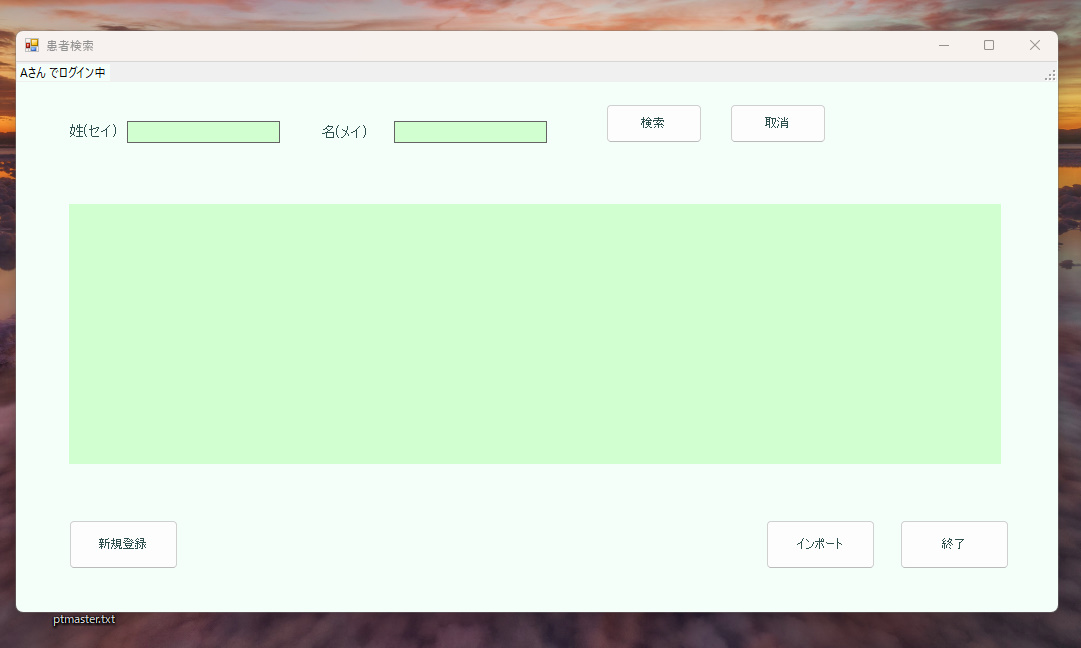 患者検索
Aさん でログイン中
姓(セイ)
名(メイ)
検索
取消
新規登録
インポート
終了
ptmaster.txt